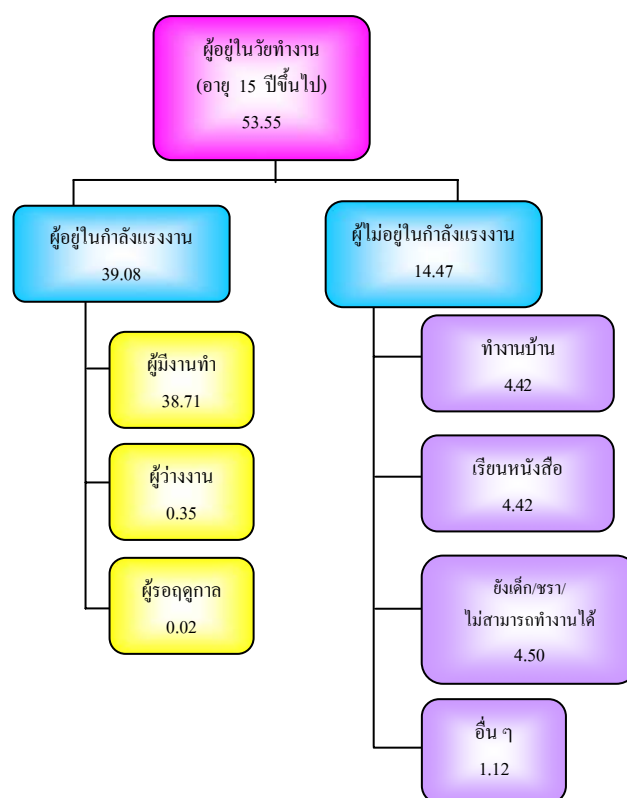 ผู้อยู่ในวัยทำงาน
(อายุ 15 ปีขึ้นไป)
53.55
ผู้อยู่ในกำลังแรงงาน
39.08
ผู้มีงานทำ
38.71
ผู้ว่างงาน
0.35
ผู้รอฤดูกาล
0.02
ผู้ไม่อยู่ในกำลังแรงงาน
14.47
ทำงานบ้าน
4.42
เรียนหนังสือ
4.42
ยังเด็ก/ชรา/
ไม่สามารถทำงานได้
4.50
อื่น ๆ
1.12